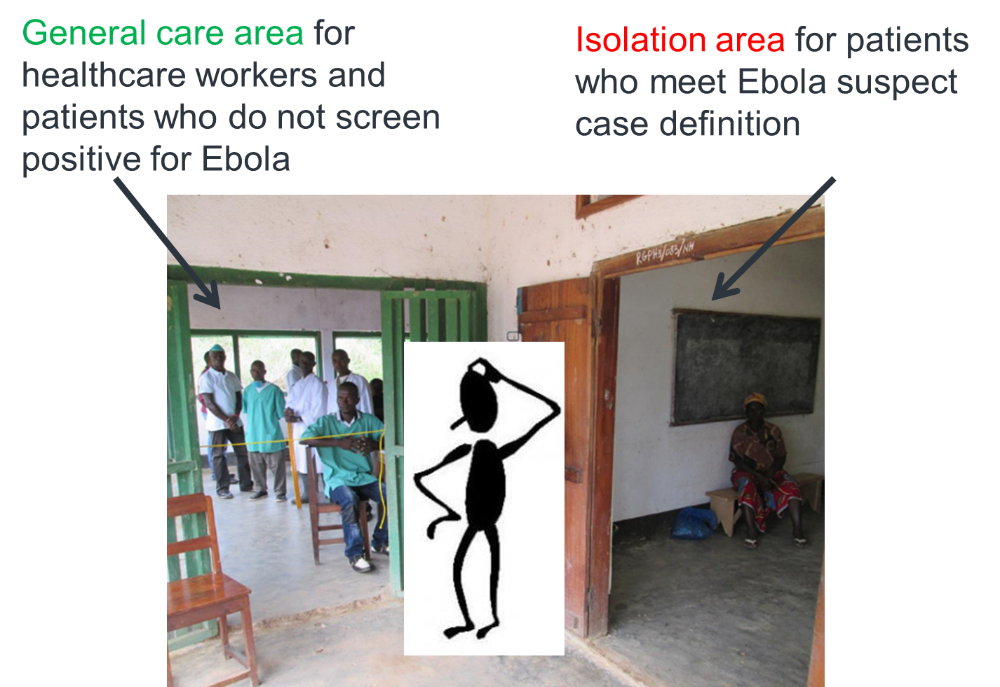 General care area for
healthcare workers and
patients who do not screen
positive for Ebola
Isolation area for patients
who meet Ebola suspect
case definition